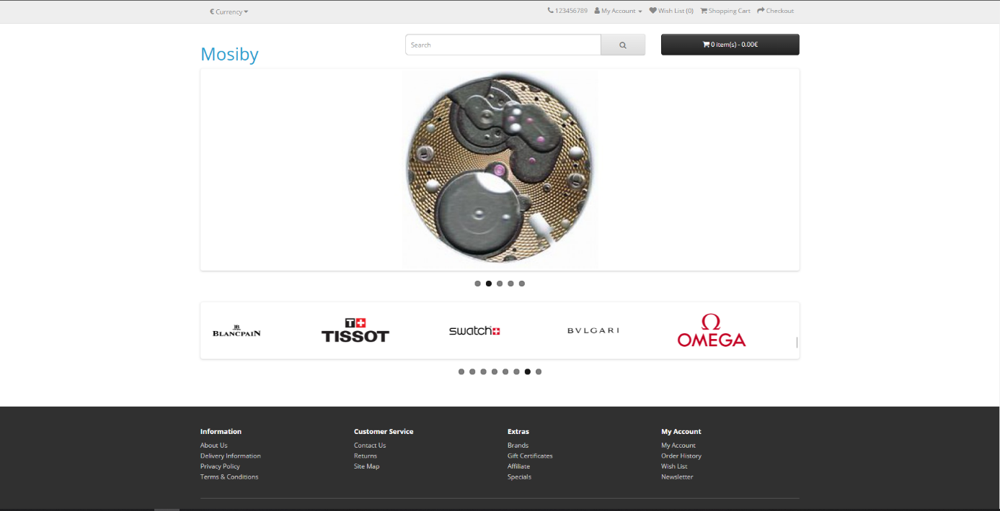 € Currency
123456789 My Account Wish List (0) Shopping Cart Checkout
Mosiby
Search
0 item(s) - 0.00€
BLANCPAIN
T+
TISSOT
swatch
BVLGARI
Ω
OMEGA
Information
About Us
Delivery Information
Privacy Policy
Terms & Conditions
Customer Service
Contact Us
Returns
Site Map
Extras
Brands
Gift Certificates
Affiliate
Specials
My Account
My Account
Order History
Wish List
Newsletter